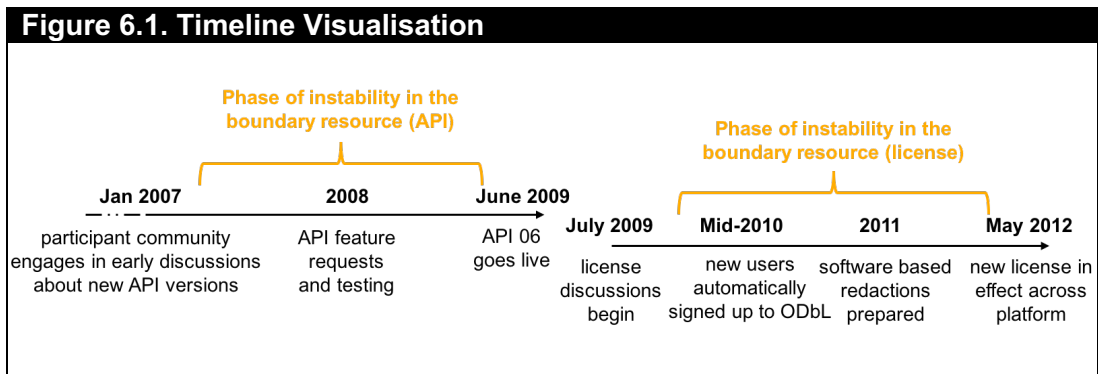 Figure 6.1. Timeline Visualisation
Phase of instability in the
boundary resource (API)
Jan 2007
2008
June 2009
participant community
engages in early discussions
about new API versions
API feature
requests
and testing
API 06
goes live
Phase of instability in the
boundary resource (license)
July 2009
Mid-2010
2011
May 2012
license
discussions
begin
new users
automatically
signed up to ODbL
software based
redactions
prepared
new license in
effect across
platform